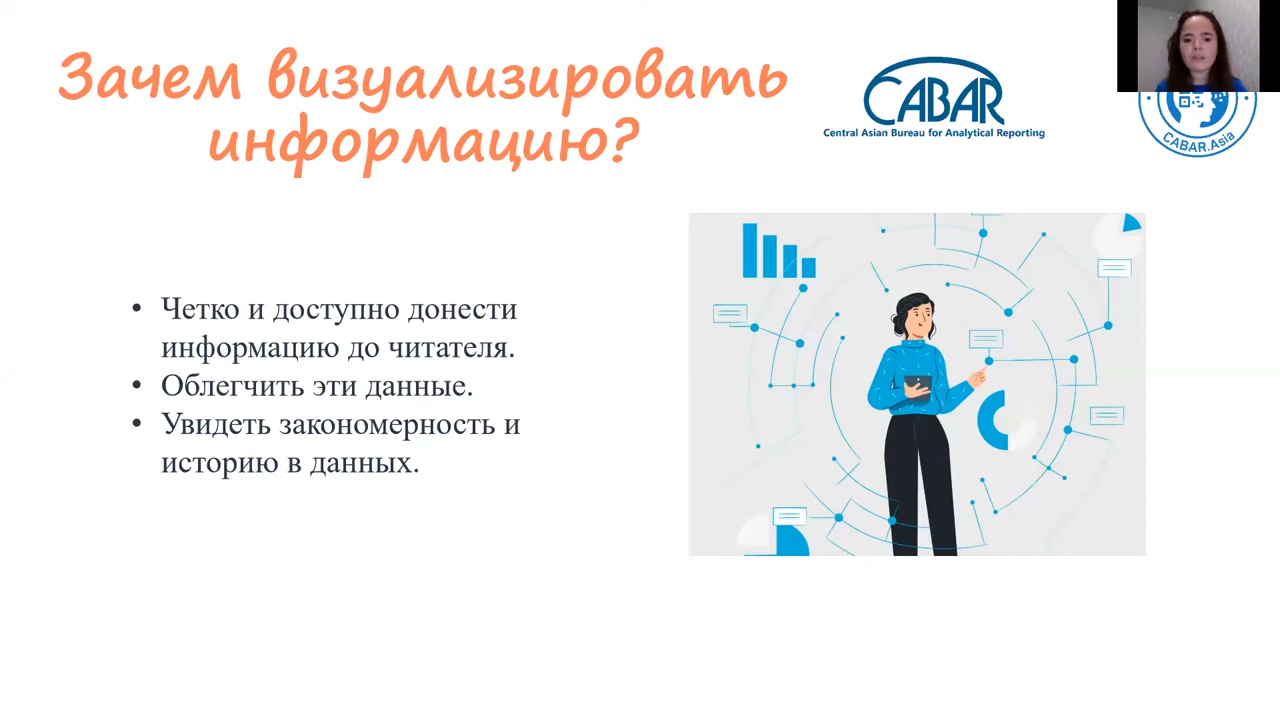 Зачем визуализировать
информацию?
CABAR
Central Asian Bureau for Analytical Reporting
CABAR.Asia
• Четко и доступно донести
информацию до читателя.
• Облегчить эти данные.
• Увидеть закономерность и
историю в данных.